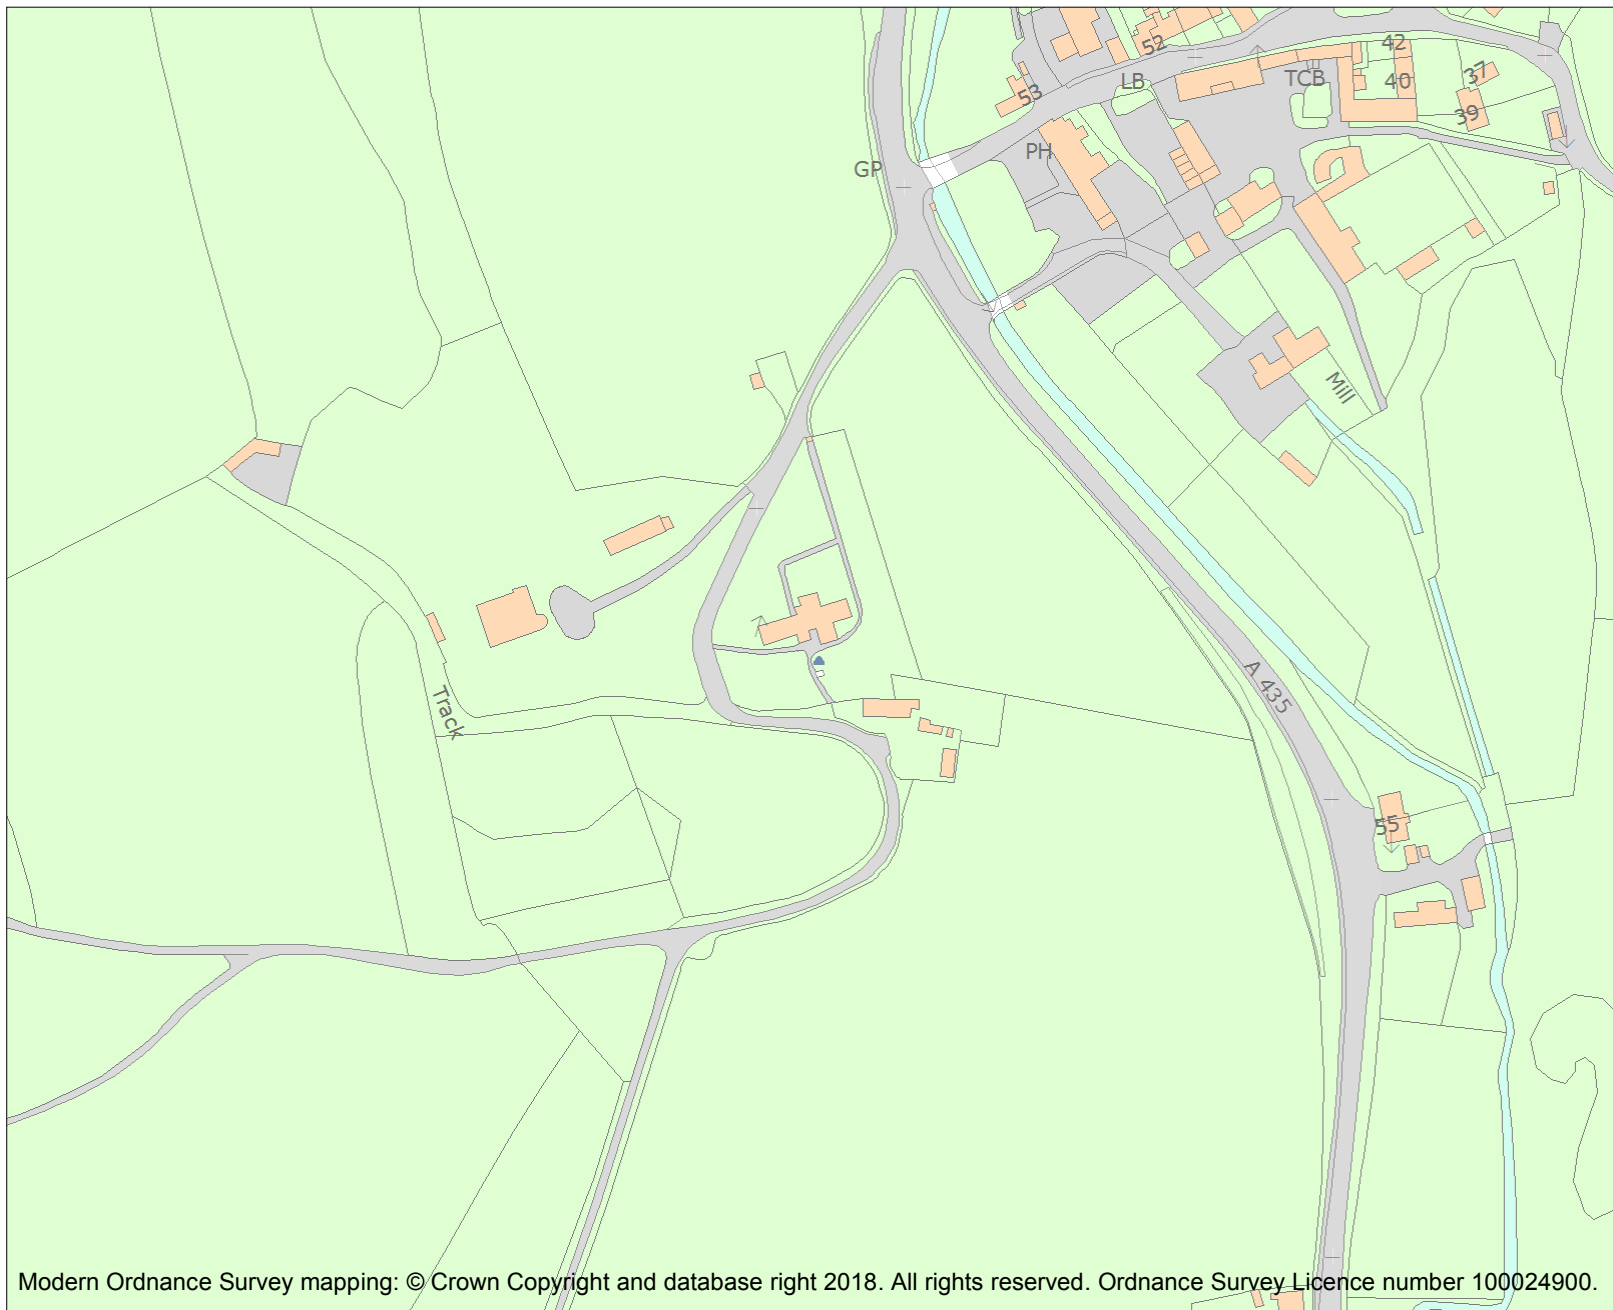 52
42
LB
TCB
40
37
53
39
PH
GP
Mill
A 435
Track
55
Modern Ordnance Survey mapping: © Crown Copyright and database right 2018. All rights reserved. Ordnance Survey Licence number 100024900.